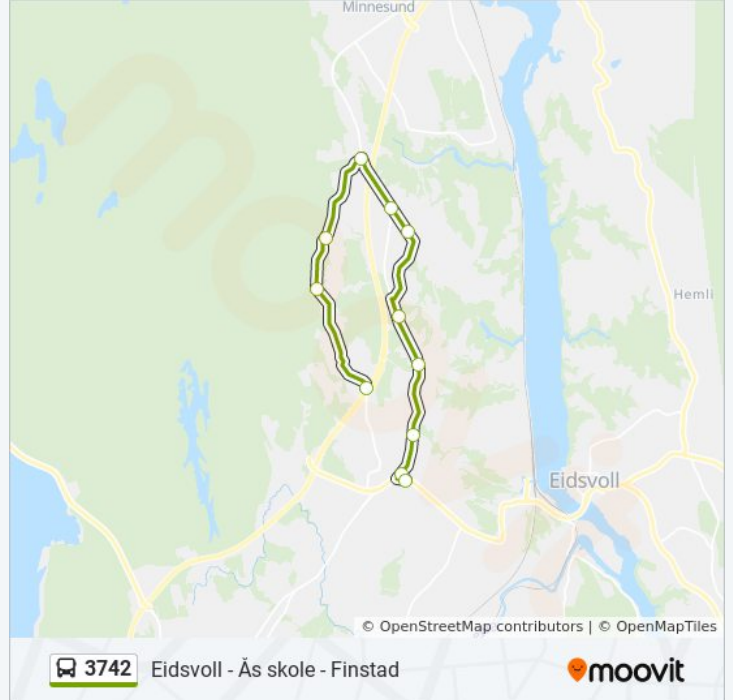 Minnesund
Hemli
Eidsvoll
© OpenStreetMap contributors | © OpenMapTiles
3742 Eidsvoll - Ås skole - Finstad
moovit